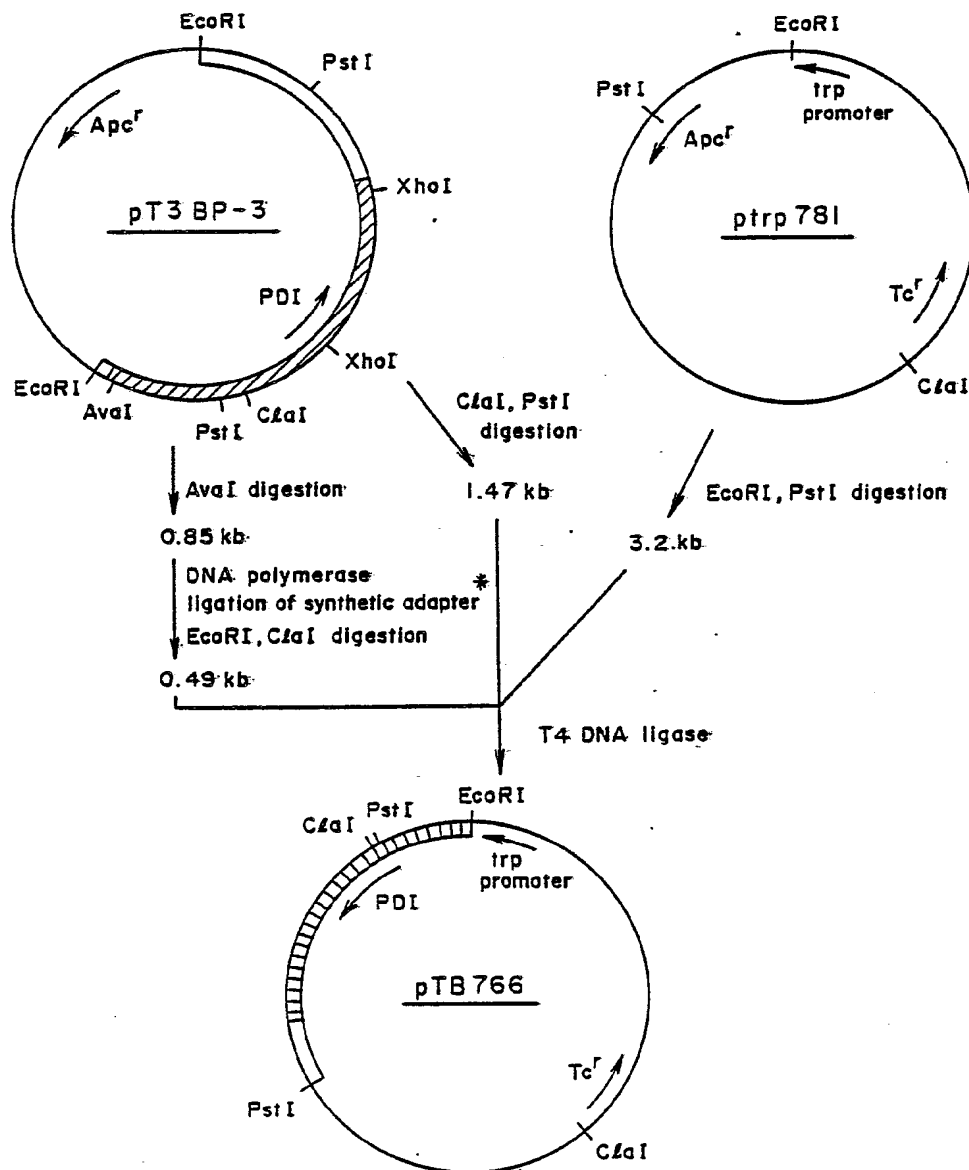 EcoRI
PstI
Apcʳ
XhoI
pT3 BP-3
PDI
XhoI
EcoRI
AvaI
PstI
ClaI
EcoRI
trp
promoter
PstI
Apcʳ
ptrp 781
Tcʳ
ClaI
ClaI, PstI
digestion
AvaI digestion
1.47 kb
EcoRI, PstI digestion
0.85 kb
3.2 kb
DNA polymerase
ligation of synthetic adapter*
EcoRI, ClaI digestion
0.49 kb
T4 DNA ligase
EcoRI
PstI
ClaI
trp
promoter
PDI
pTB 766
Tcʳ
PstI
ClaI